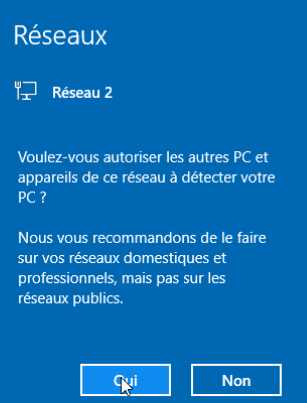 Réseaux
Réseau 2
Voulez-vous autoriser les autres PC et
appareils de ce réseau à détecter votre
PC ?
Nous vous recommandons de le faire
sur vos réseaux domestiques et
professionnels, mais pas sur les
réseaux publics.
Oui Non